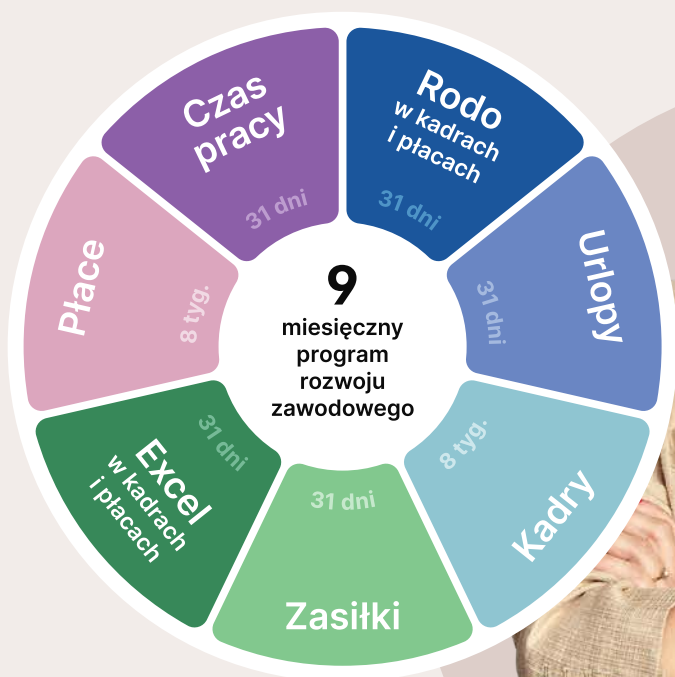 Czas
pracy
31 dni
Rodo
w kadrach
i płacach
31 dni
Urlopy
31 dni
Kadry
8 tyg.
Zasiłki
31 dni
Excel
w kadrach
i płacach
31 dni
Płace
8 tyg.
9
miesięczny
program
rozwoju
zawodowego